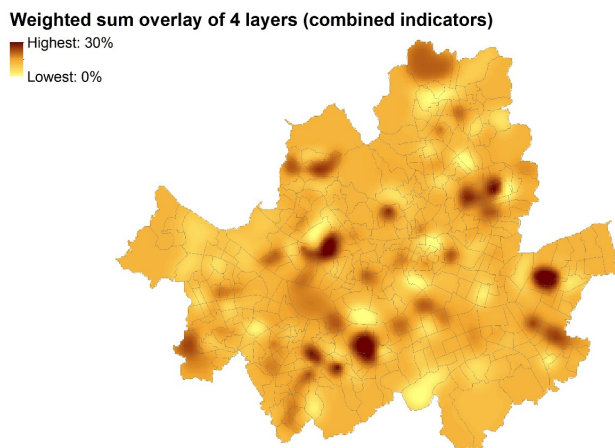 Weighted sum overlay of 4 layers (combined indicators)
Highest: 30%
Lowest: 0%